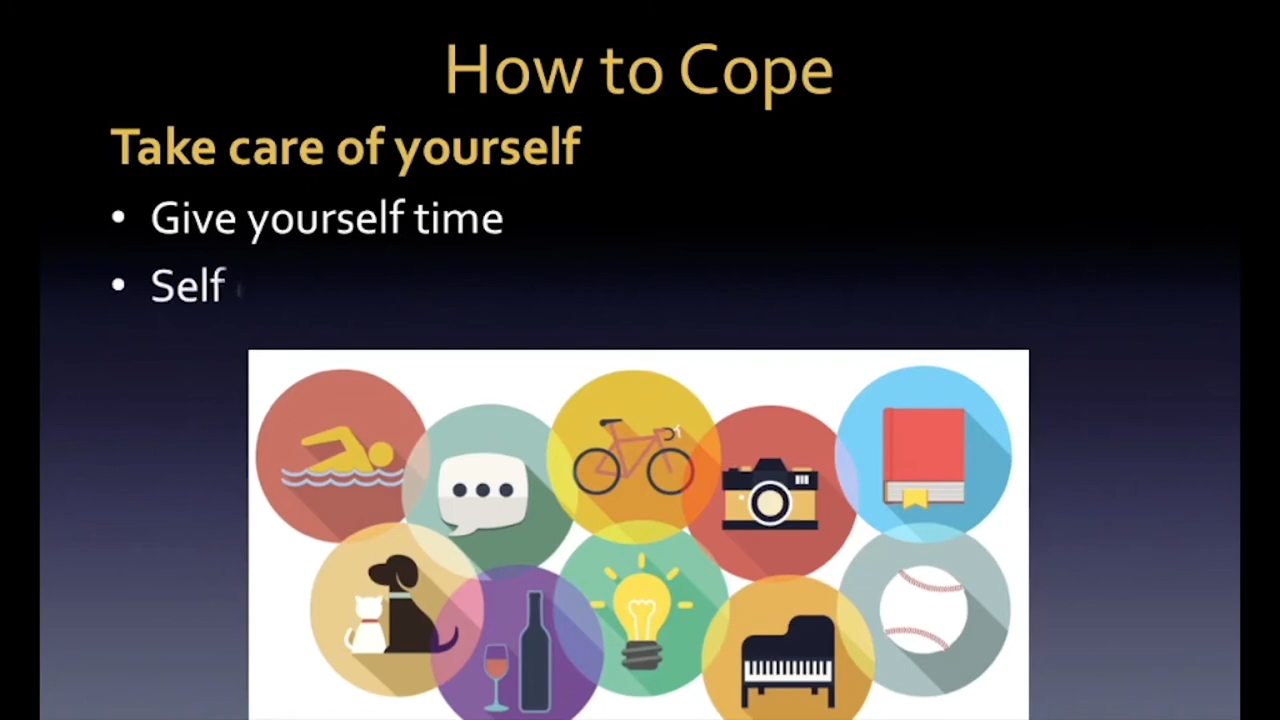 How to Cope
Take care of yourself
• Give yourself time
• Self